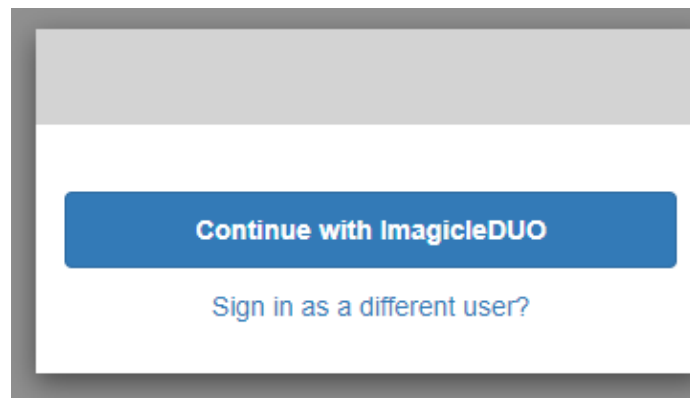 Continue with ImagicleDUO
Sign in as a different user?